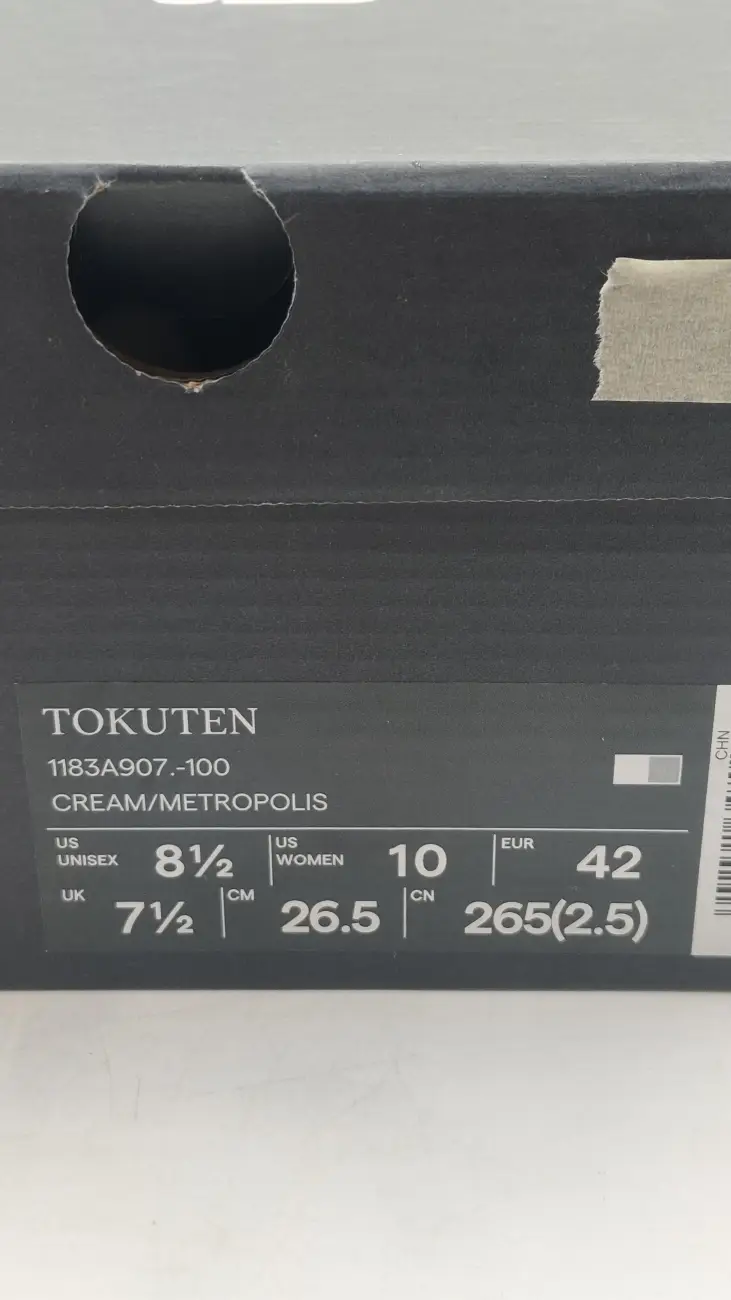 TOKUTEN
1183A907.-100
CREAM/METROPOLIS
US UNISEX 8½ US WOMEN 10 EUR 42
UK 7½ CM 26.5 CN 265(2.5)
CHN